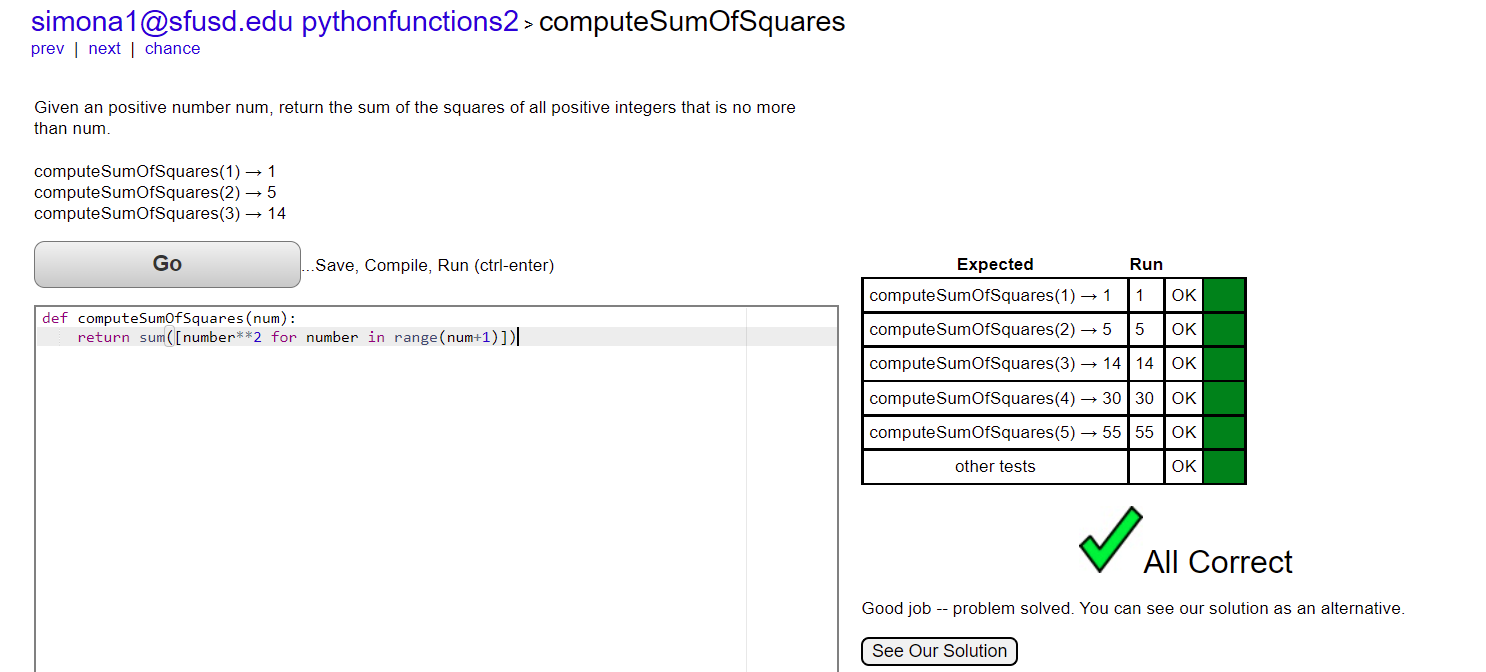 simona1@sfusd.edu pythonfunctions2 > computeSumOfSquares
prev | next | chance
Given an positive number num, return the sum of the squares of all positive integers that is no more
than num.
computeSumOfSquares(1) → 1
computeSumOfSquares(2) → 5
computeSumOfSquares(3) → 14
Go ...Save, Compile, Run (ctrl-enter)
def computeSumOfSquares(num):
    return sum([number**2 for number in range(num+1)])
Expected Run
computeSumOfSquares(1) → 1 1 OK
computeSumOfSquares(2) → 5 5 OK
computeSumOfSquares(3) → 14 14 OK
computeSumOfSquares(4) → 30 30 OK
computeSumOfSquares(5) → 55 55 OK
other tests OK
All Correct
Good job -- problem solved. You can see our solution as an alternative.
See Our Solution